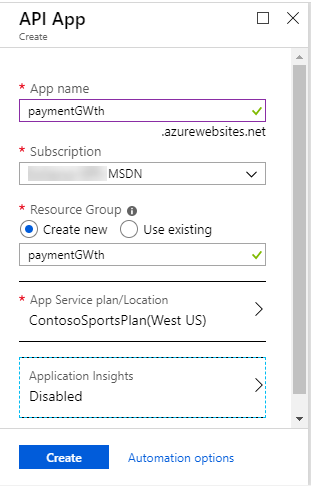 API App
Create
* App name
paymentGWth
.azurewebsites.net
* Subscription
MSDN
* Resource Group
Create new Use existing
paymentGWth
* App Service plan/Location
ContosoSportsPlan(West US)
Application Insights
Disabled
Create Automation options